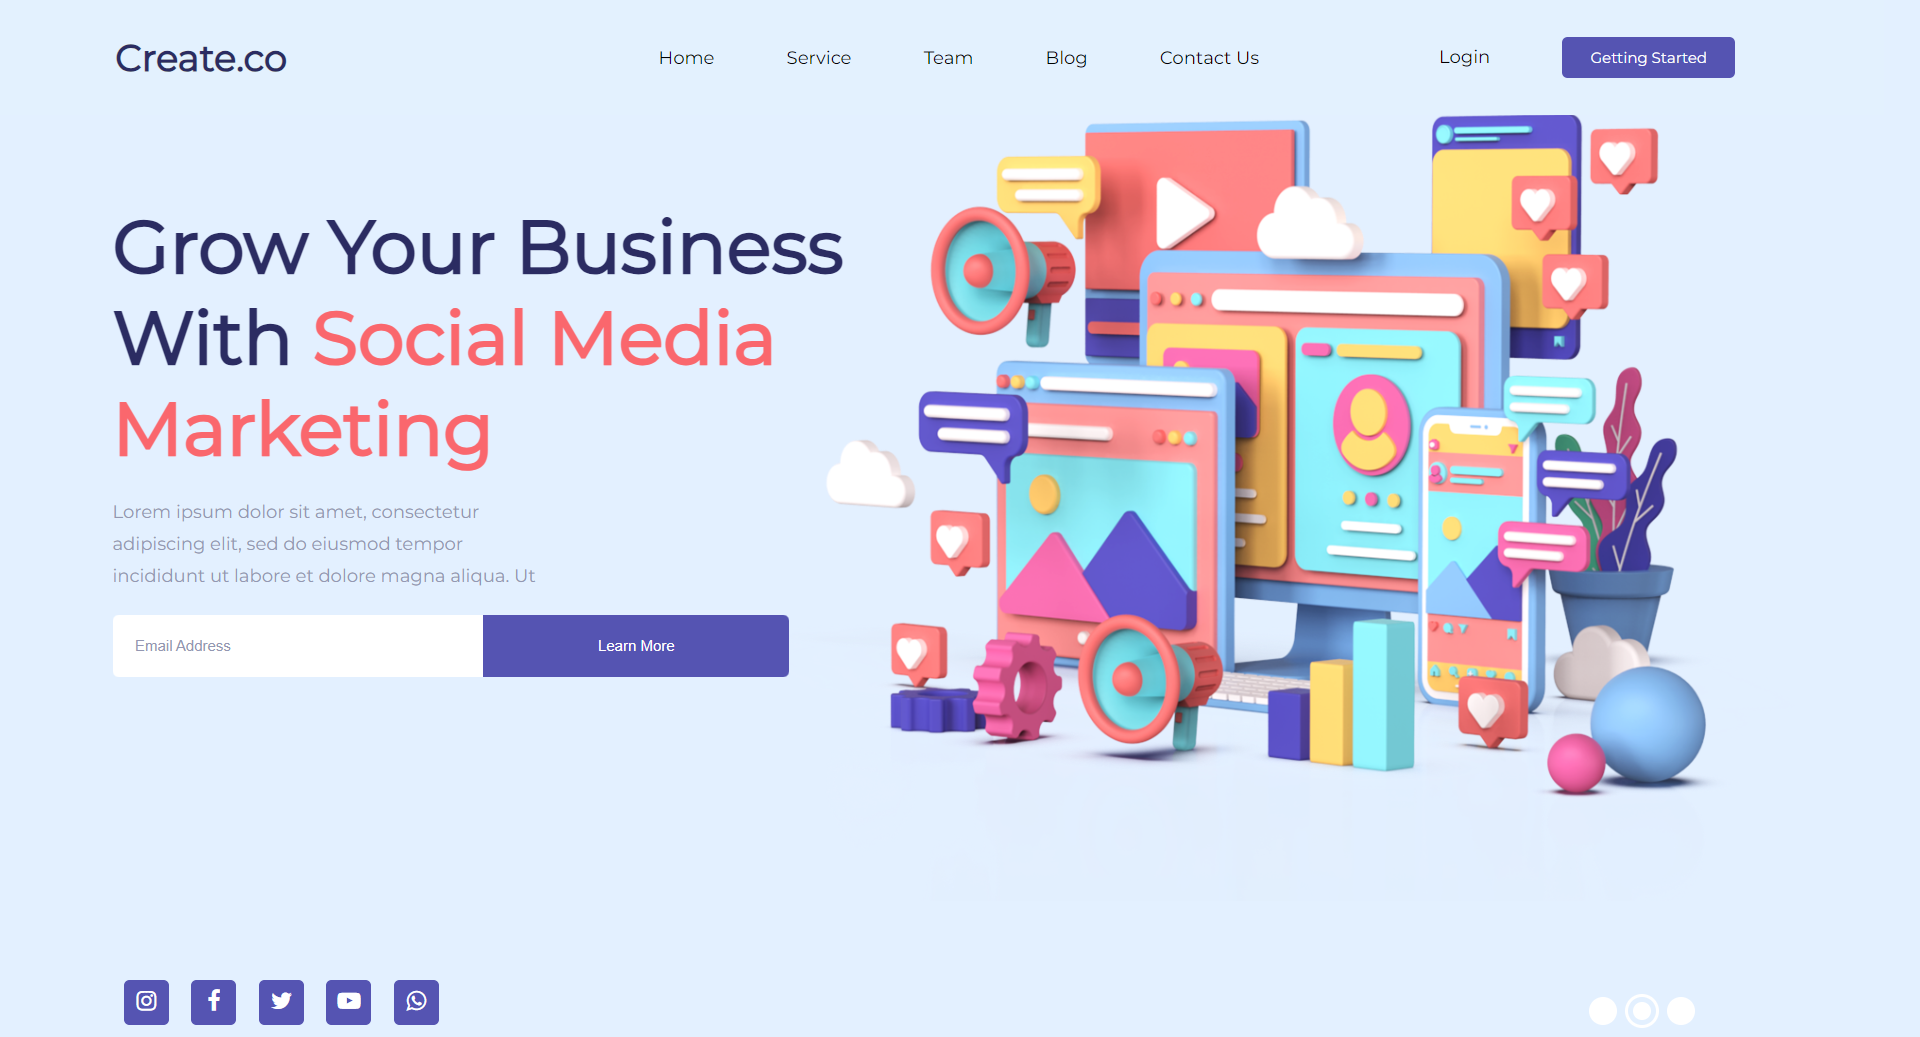 Create.co
Home
Service
Team
Blog
Contact Us
Login
Getting Started
Grow Your Business
With Social Media
Marketing
Lorem ipsum dolor sit amet, consectetur
adipiscing elit, sed do eiusmod tempor
incididunt ut labore et dolore magna aliqua. Ut
Email Address
Learn More